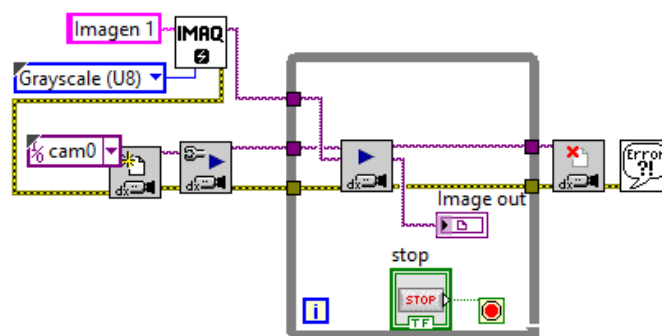 Imagen 1
IMAQ
Grayscale (U8)
I/O cam0
dx
dx
dx
dx
Error
?!
Image out
stop
STOP
TF
i